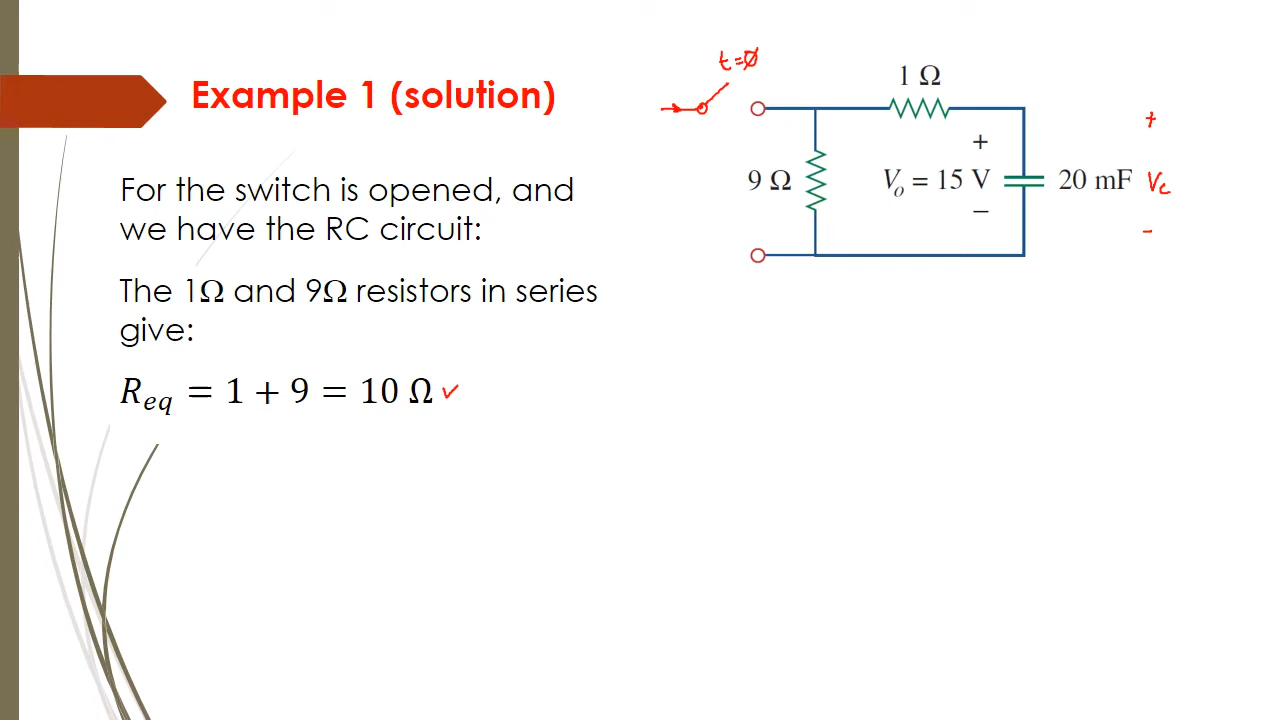 Example 1 (solution)
For the switch is opened, and
we have the RC circuit:
The 1Ω and 9Ω resistors in series
give:
R_eq = 1 + 9 = 10 Ω ✓
t=0
1 Ω
9 Ω
+
V_o = 15 V
−
20 mF
+
V_c
-